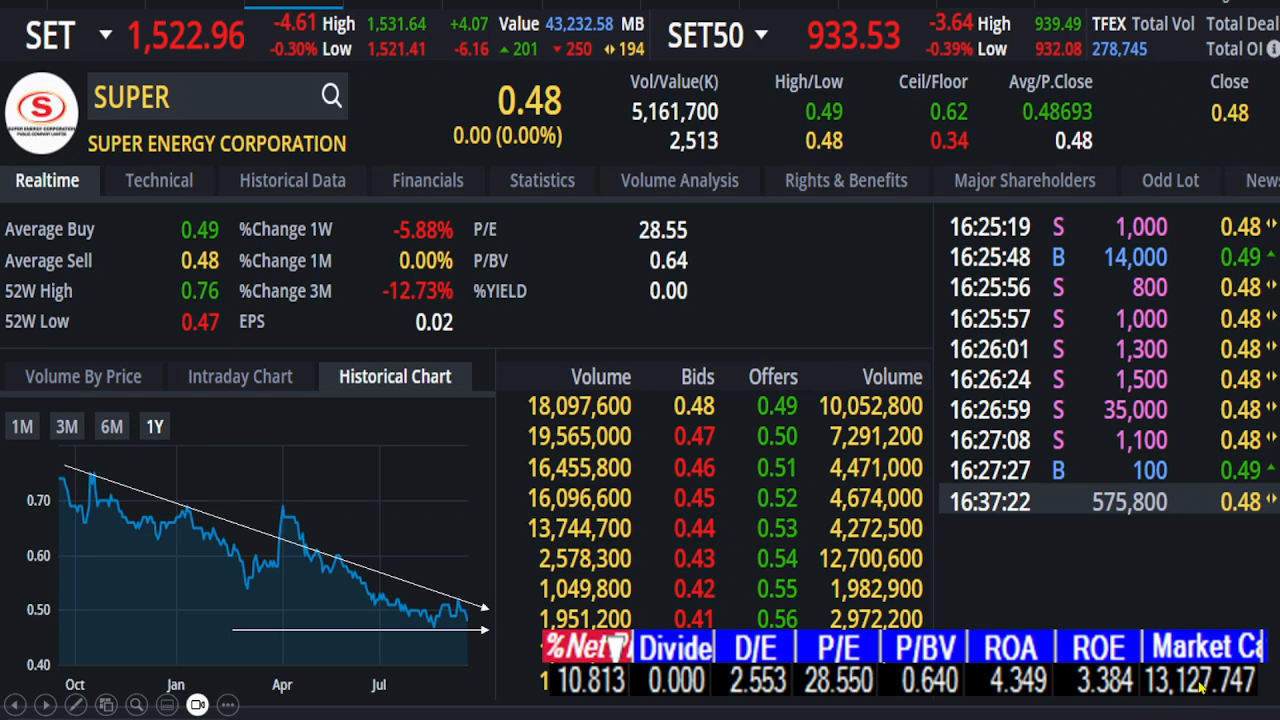 SET 1,522.96 -4.61 High 1,531.64 +4.07 Value 43,232.58 MB SET50 933.53 -3.64 High 939.49 TFEX Total Vol Total Deal
-0.30% Low 1,521.41 -6.16 201 250 194 -0.39% Low 932.08 278,745 Total OI
SUPER
SUPER ENERGY CORPORATION
0.48
0.00 (0.00%)
Vol/Value(K) High/Low Ceil/Floor Avg/P.Close Close
5,161,700 0.49 0.62 0.48693 0.48
2,513 0.48 0.34 0.48
Realtime Technical Historical Data Financials Statistics Volume Analysis Rights & Benefits Major Shareholders Odd Lot News
Average Buy 0.49 %Change 1W -5.88% P/E 28.55
Average Sell 0.48 %Change 1M 0.00% P/BV 0.64
52W High 0.76 %Change 3M -12.73% %YIELD 0.00
52W Low 0.47 EPS 0.02
16:25:19 S 1,000 0.48
16:25:48 B 14,000 0.49
16:25:56 S 800 0.48
16:25:57 S 1,000 0.48
16:26:01 S 1,300 0.48
16:26:24 S 1,500 0.48
16:26:59 S 35,000 0.48
16:27:08 S 1,100 0.48
16:27:27 B 100 0.49
16:37:22 575,800 0.48
Volume By Price Intraday Chart Historical Chart
1M 3M 6M 1Y
0.70
0.60
0.50
0.40
Oct Jan Apr Jul
Volume Bids Offers Volume
18,097,600 0.48 0.49 10,052,800
19,565,000 0.47 0.50 7,291,200
16,455,800 0.46 0.51 4,471,000
16,096,600 0.45 0.52 4,674,000
13,744,700 0.44 0.53 4,272,500
2,578,300 0.43 0.54 12,700,600
1,049,800 0.42 0.55 1,982,900
1,951,200 0.41 0.56 2,972,200
%Net Divide D/E P/E P/BV ROA ROE Market Ca
10.813 0.000 2.553 28.550 0.640 4.349 3.384 13,127.747